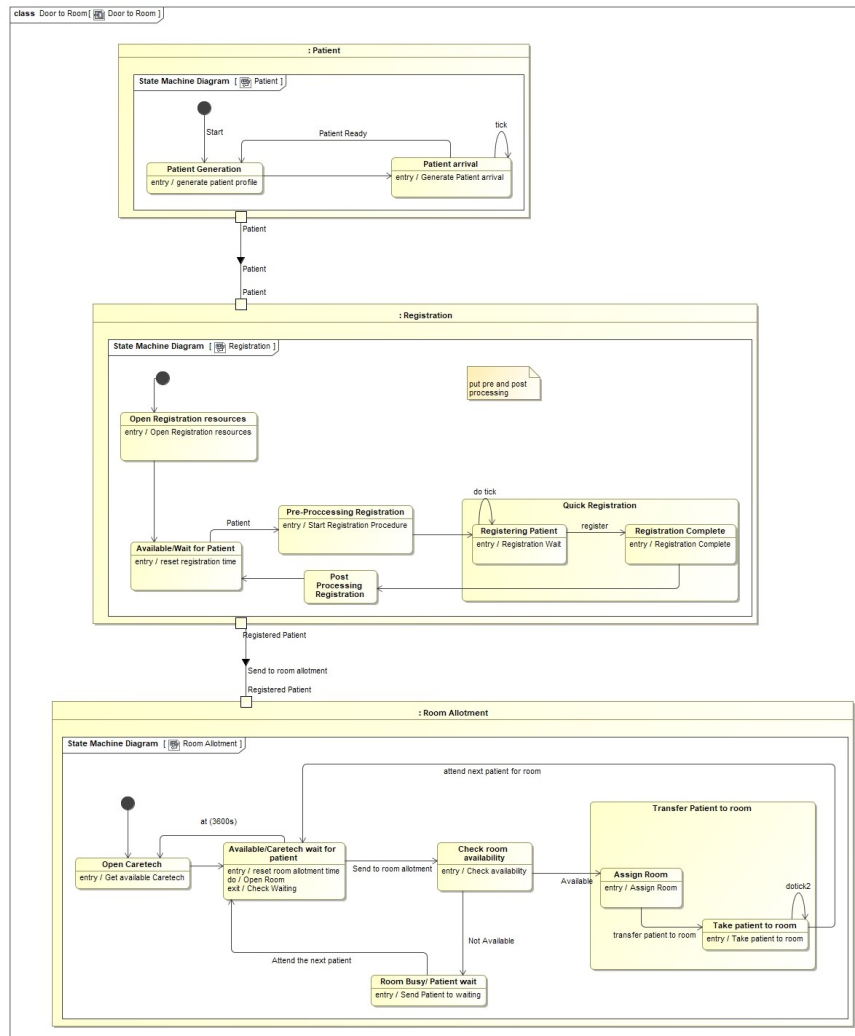 class Door to Room[ Door to Room ]
: Patient
State Machine Diagram [ Patient ]
Start
Patient Ready
tick
Patient Generation
entry / generate patient profile
Patient arrival
entry / Generate Patient arrival
Patient
Patient
Patient
: Registration
State Machine Diagram [ Registration ]
put pre and post
processing
Open Registration resources
entry / Open Registration resources
do tick
Quick Registration
Patient
Pre-Proccessing Registration
entry / Start Registration Procedure
Registering Patient
entry / Registration Wait
register
Registration Complete
entry / Registration Complete
Available/Wait for Patient
entry / reset registration time
Post
Processing
Registration
Registered Patient
Send to room allotment
Registered Patient
: Room Allotment
State Machine Diagram [ Room Allotment ]
attend next patient for room
Transfer Patient to room
at (3600s)
Open Caretech
entry / Get available Caretech
Available/Caretech wait for
patient
entry / reset room allotment time
do / Open Room
exit / Check Waiting
Send to room allotment
Check room
availability
entry / Check availability
Available
Assign Room
entry / Assign Room
dotick2
transfer patient to room
Take patient to room
entry / Take patient to room
Not Available
Attend the next patient
Room Busy/ Patient wait
entry / Send Patient to waiting